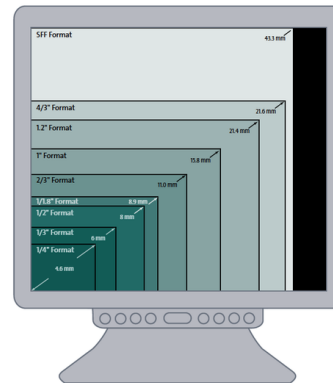 SFF Format
43.3 mm
4/3" Format
21.6 mm
1.2" Format
21.4 mm
1" Format
15.8 mm
2/3" Format
11.0 mm
1/1.8" Format
8.9 mm
1/2" Format
8 mm
1/3" Format
6 mm
1/4" Format
4.6 mm